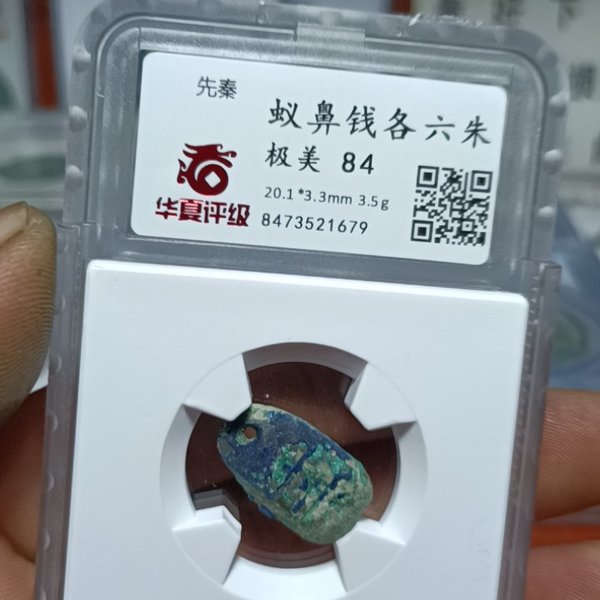 先秦
蚁鼻钱各六朱
极美 84
20.1*3.3mm 3.5g
华夏评级
8473521679